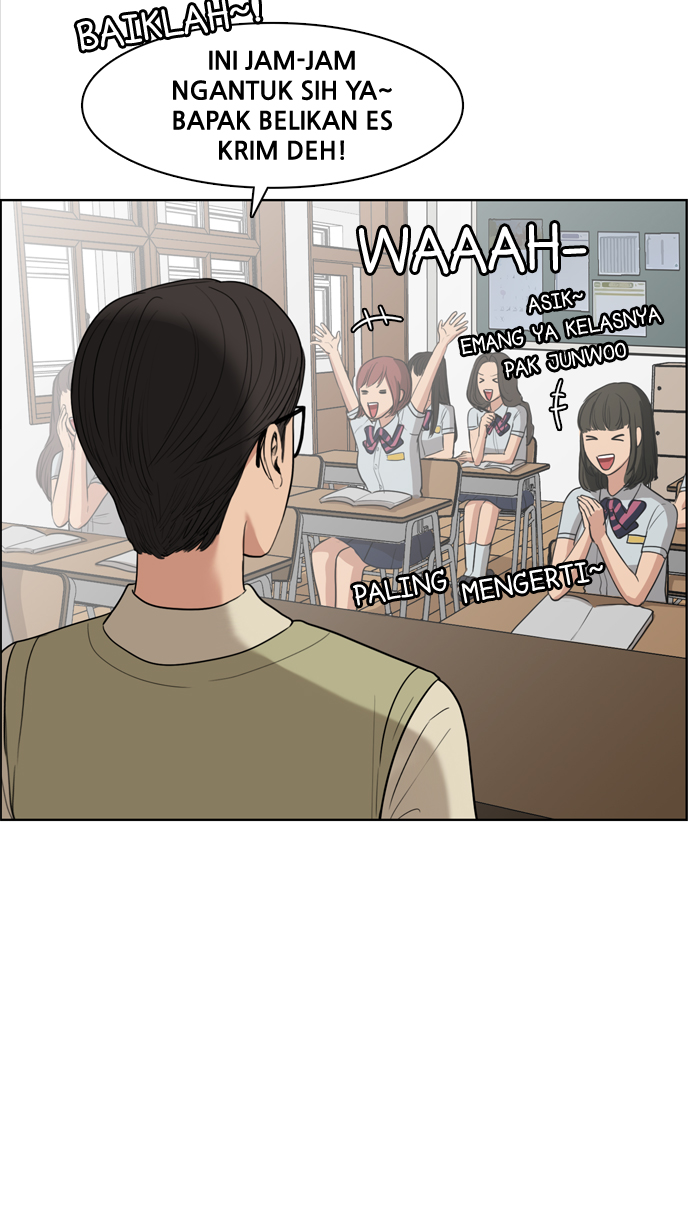 BAIKLAH~!
INI JAM-JAM
NGANTUK SIH YA~
BAPAK BELIKAN ES
KRIM DEH!
WAAAH-
ASIK~
EMANG YA KELASNYA
PAK JUNWOO
PALING MENGERTI~